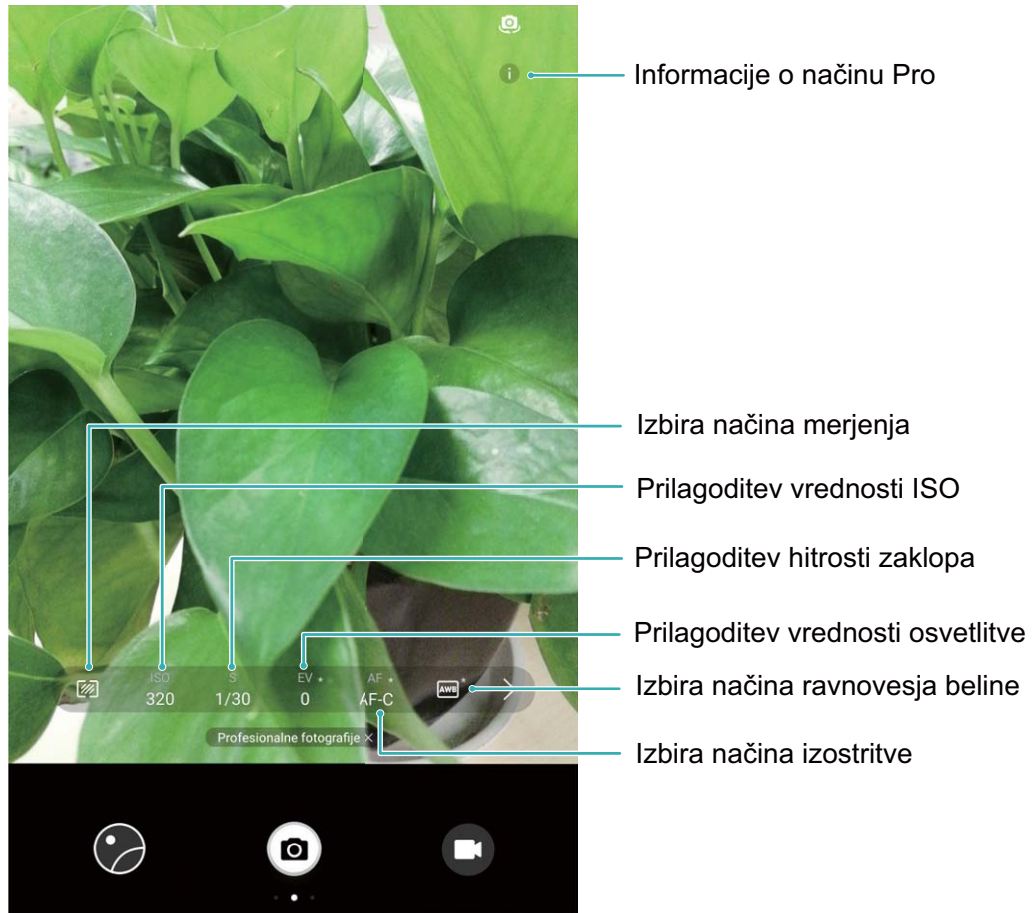 i
Informacije o načinu Pro
Izbira načina merjenja
Prilagoditev vrednosti ISO
Prilagoditev hitrosti zaklopa
Prilagoditev vrednosti osvetlitve
ISO S EV AF
320 1/30 0 AF-C AWB
Izbira načina ravnovesja beline
Profesionalne fotografije ×
Izbira načina izostritve